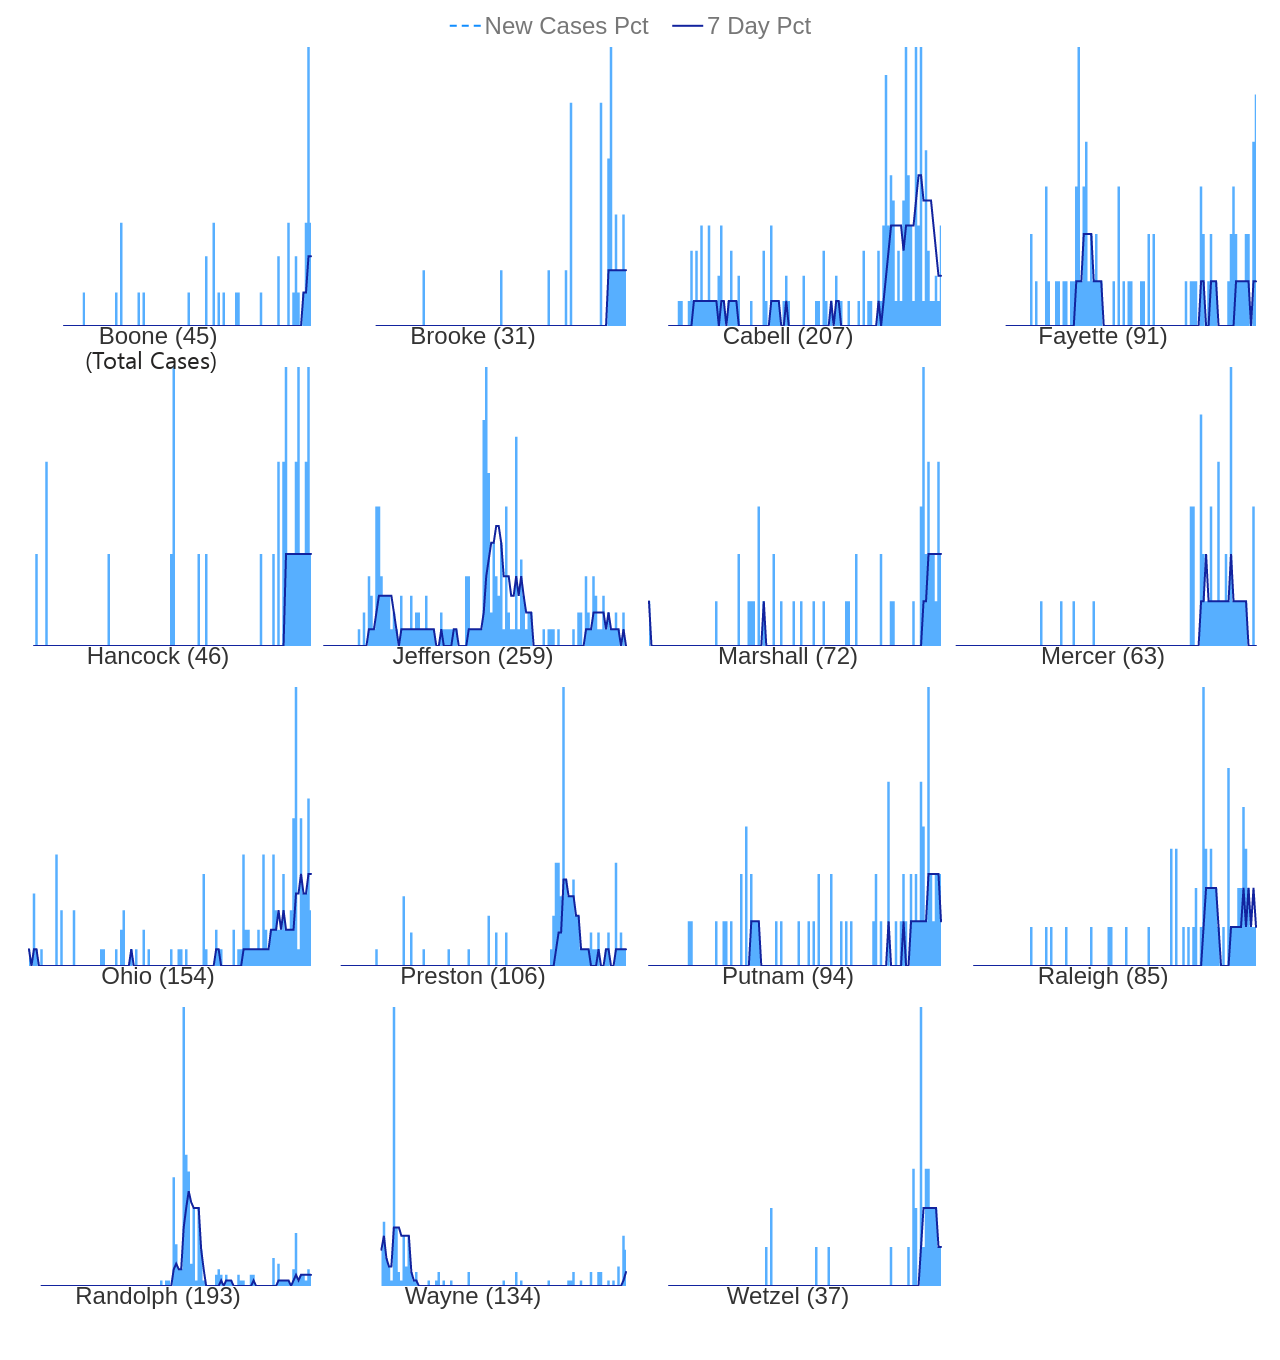 New Cases Pct 7 Day Pct
Boone (45) Brooke (31) Cabell (207) Fayette (91)
(Total Cases)
Hancock (46) Jefferson (259) Marshall (72) Mercer (63)
Ohio (154) Preston (106) Putnam (94) Raleigh (85)
Randolph (193) Wayne (134) Wetzel (37)